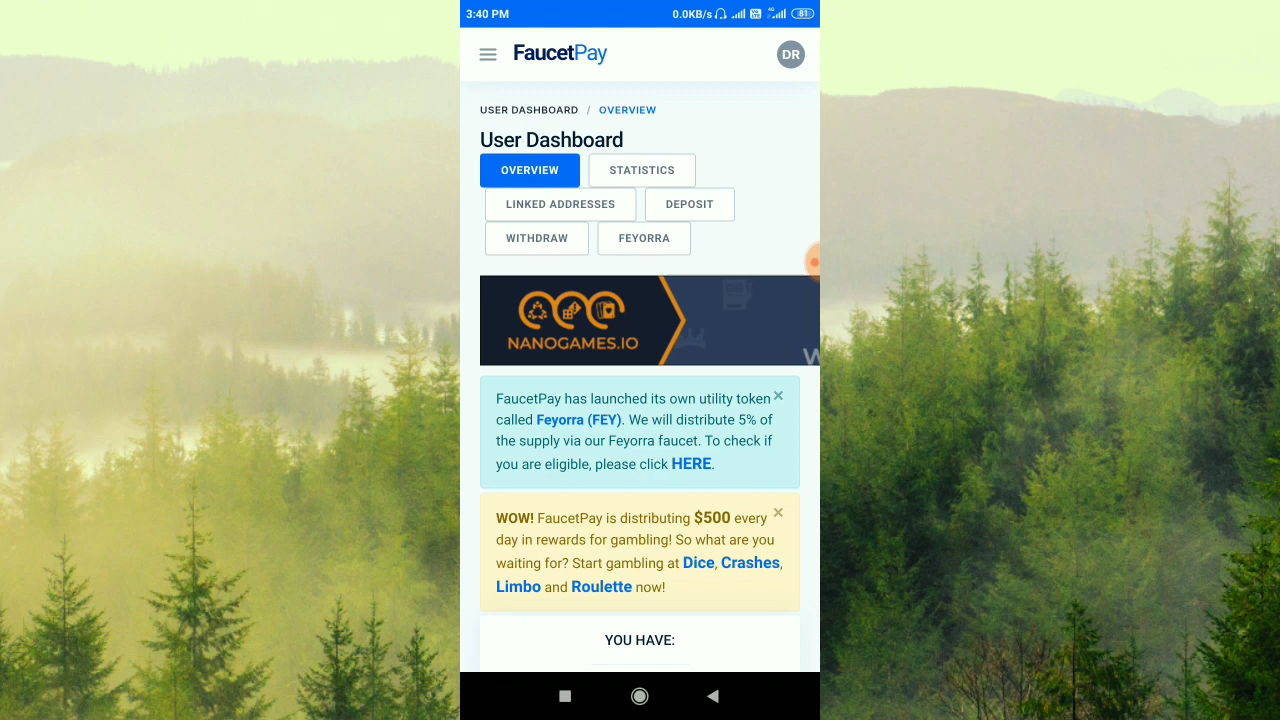 3:40 PM
0.0KB/s 4G 81
FaucetPay
DR
USER DASHBOARD / OVERVIEW
User Dashboard
OVERVIEW STATISTICS
LINKED ADDRESSES DEPOSIT
WITHDRAW FEYORRA
NANOGAMES.IO
W
FaucetPay has launched its own utility token ×
called Feyorra (FEY). We will distribute 5% of
the supply via our Feyorra faucet. To check if
you are eligible, please click HERE.
WOW! FaucetPay is distributing $500 every ×
day in rewards for gambling! So what are you
waiting for? Start gambling at Dice, Crashes,
Limbo and Roulette now!
YOU HAVE: